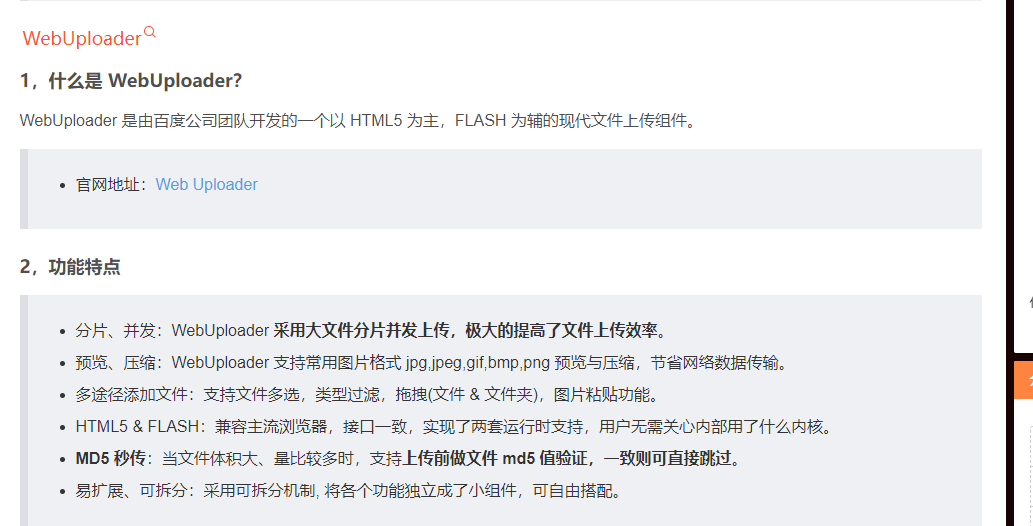 WebUploader
1，什么是 WebUploader?
WebUploader 是由百度公司团队开发的一个以 HTML5 为主，FLASH 为辅的现代文件上传组件。
官网地址：Web Uploader
2，功能特点
分片、并发：WebUploader 采用大文件分片并发上传，极大的提高了文件上传效率。
预览、压缩：WebUploader 支持常用图片格式 jpg,jpeg,gif,bmp,png 预览与压缩，节省网络数据传输。
多途径添加文件：支持文件多选，类型过滤，拖拽(文件 & 文件夹)，图片粘贴功能。
HTML5 & FLASH：兼容主流浏览器，接口一致，实现了两套运行时支持，用户无需关心内部用了什么内核。
MD5 秒传：当文件体积大、量比较多时，支持上传前做文件 md5 值验证，一致则可直接跳过。
易扩展、可拆分：采用可拆分机制, 将各个功能独立成了小组件，可自由搭配。